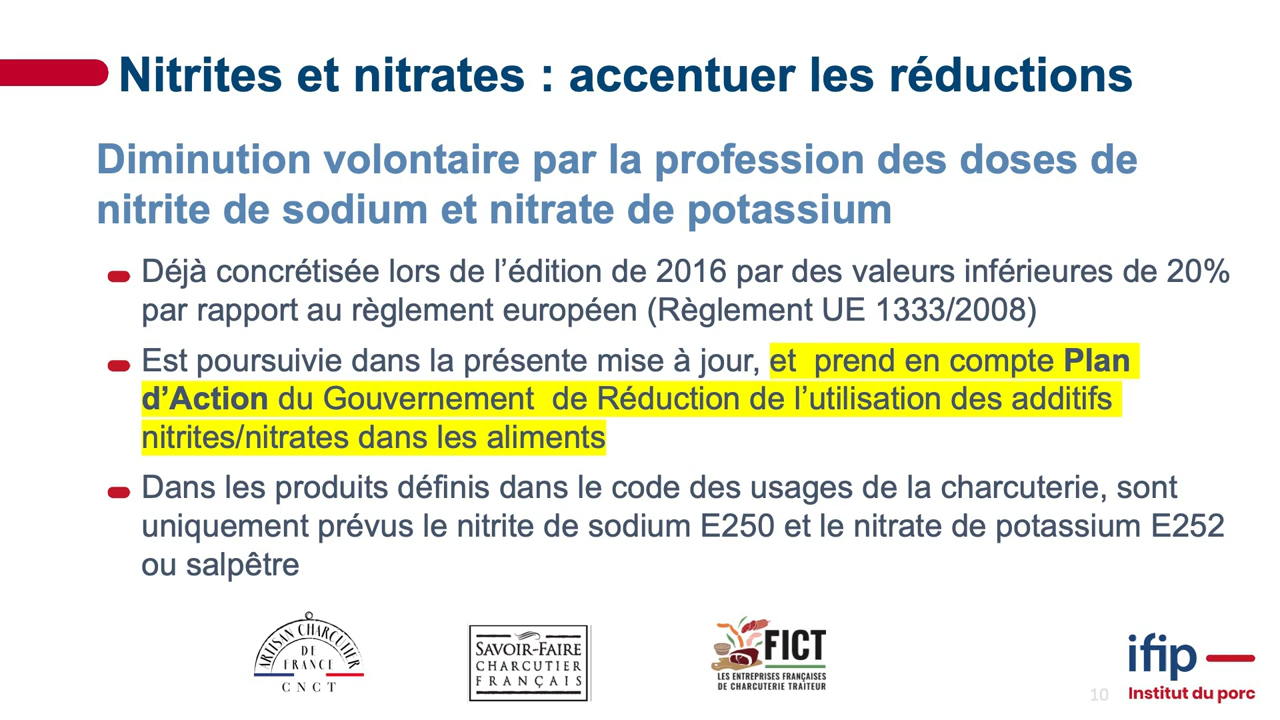 Nitrites et nitrates : accentuer les réductions
Diminution volontaire par la profession des doses de
nitrite de sodium et nitrate de potassium
Déjà concrétisée lors de l’édition de 2016 par des valeurs inférieures de 20%
par rapport au règlement européen (Règlement UE 1333/2008)
Est poursuivie dans la présente mise à jour, et  prend en compte Plan
d’Action du Gouvernement  de Réduction de l’utilisation des additifs
nitrites/nitrates dans les aliments
Dans les produits définis dans le code des usages de la charcuterie, sont
uniquement prévus le nitrite de sodium E250 et le nitrate de potassium E252
ou salpêtre
ARTISAN CHARCUTIER
DE
FRANCE
CNCT
SAVOIR-FAIRE
CHARCUTIER
FRANÇAIS
FICT
LES ENTREPRISES FRANÇAISES
DE CHARCUTERIE TRAITEUR
ifip
Institut du porc
10